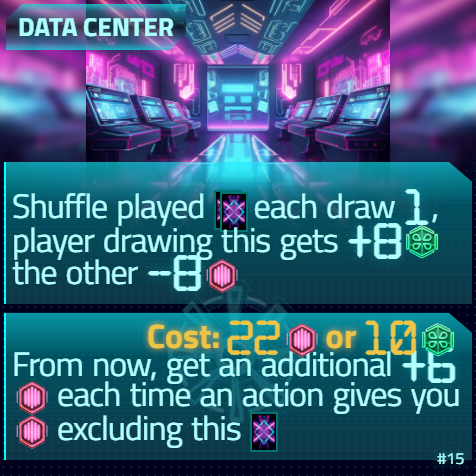 DATA CENTER
Shuffle played each draw 1,
player drawing this gets +8
the other -8
Cost: 22 or 10
From now, get an additional +6
each time an action gives you
excluding this
#15